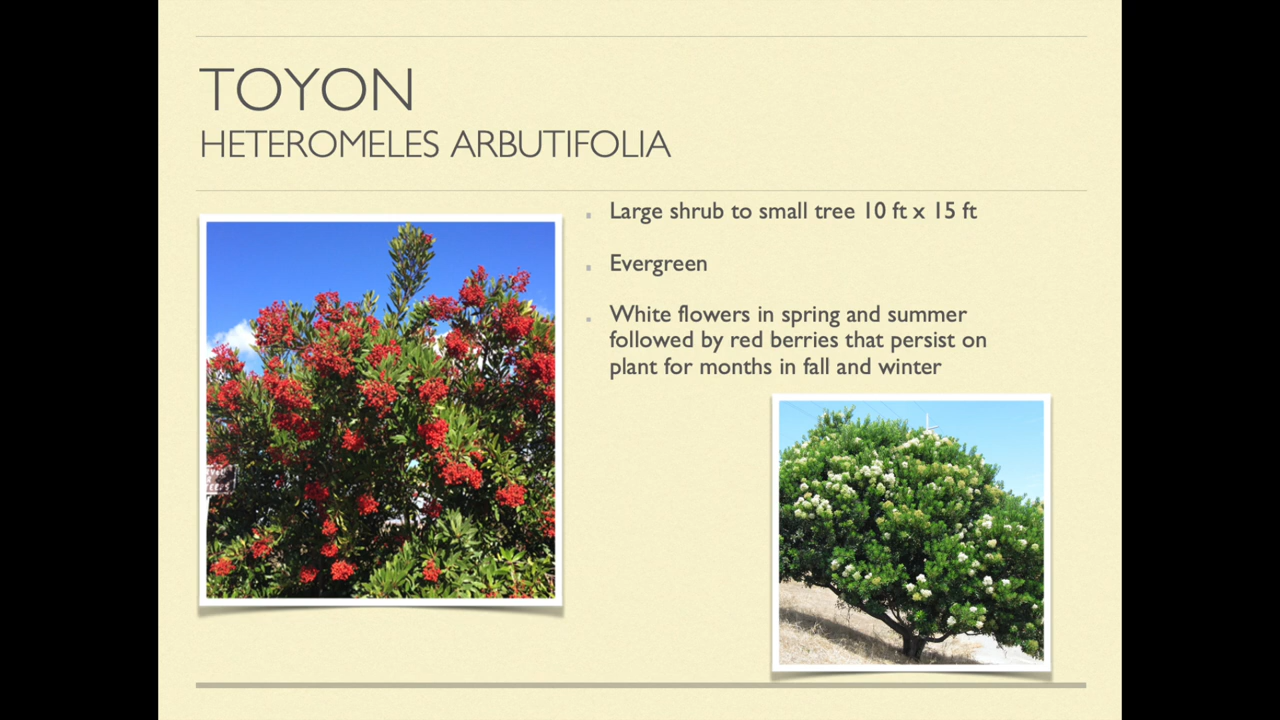 TOYON
HETEROMELES ARBUTIFOLIA
Large shrub to small tree 10 ft x 15 ft
Evergreen
White flowers in spring and summer
followed by red berries that persist on
plant for months in fall and winter